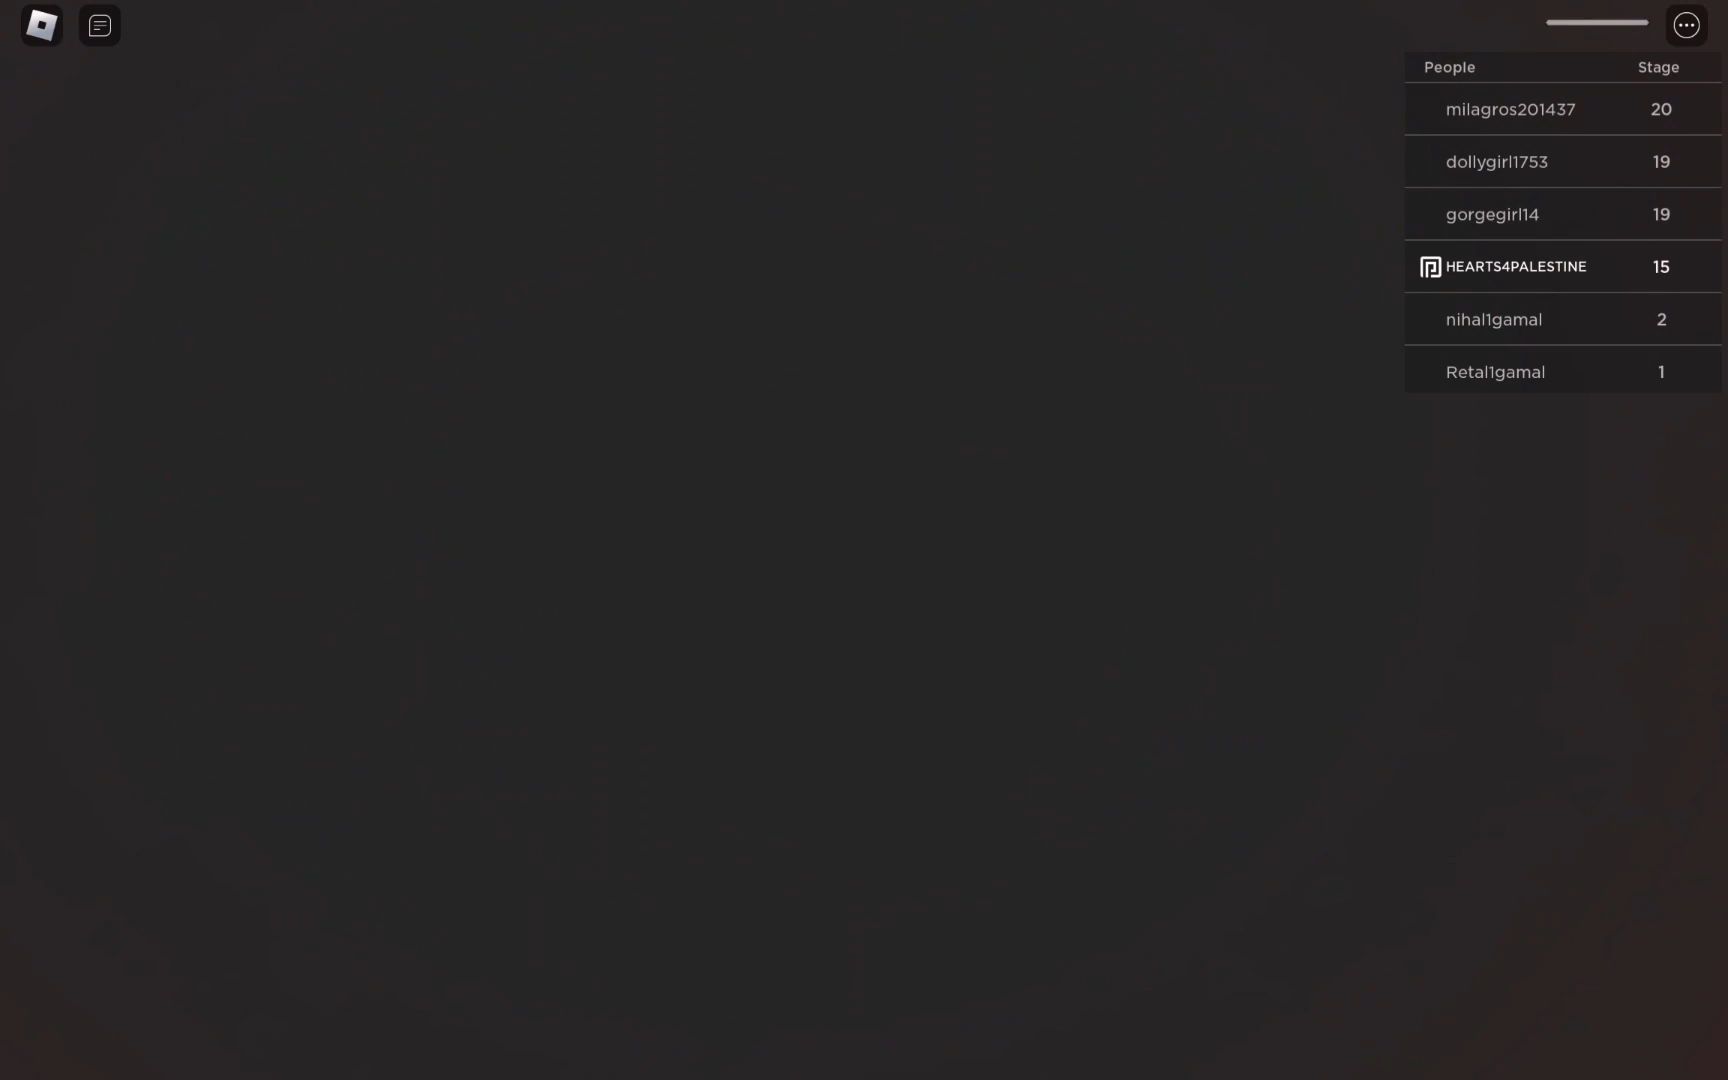 People Stage
milagros201437 20
dollygirl1753 19
gorgegirl14 19
HEARTS4PALESTINE 15
nihal1gamal 2
Retal1gamal 1